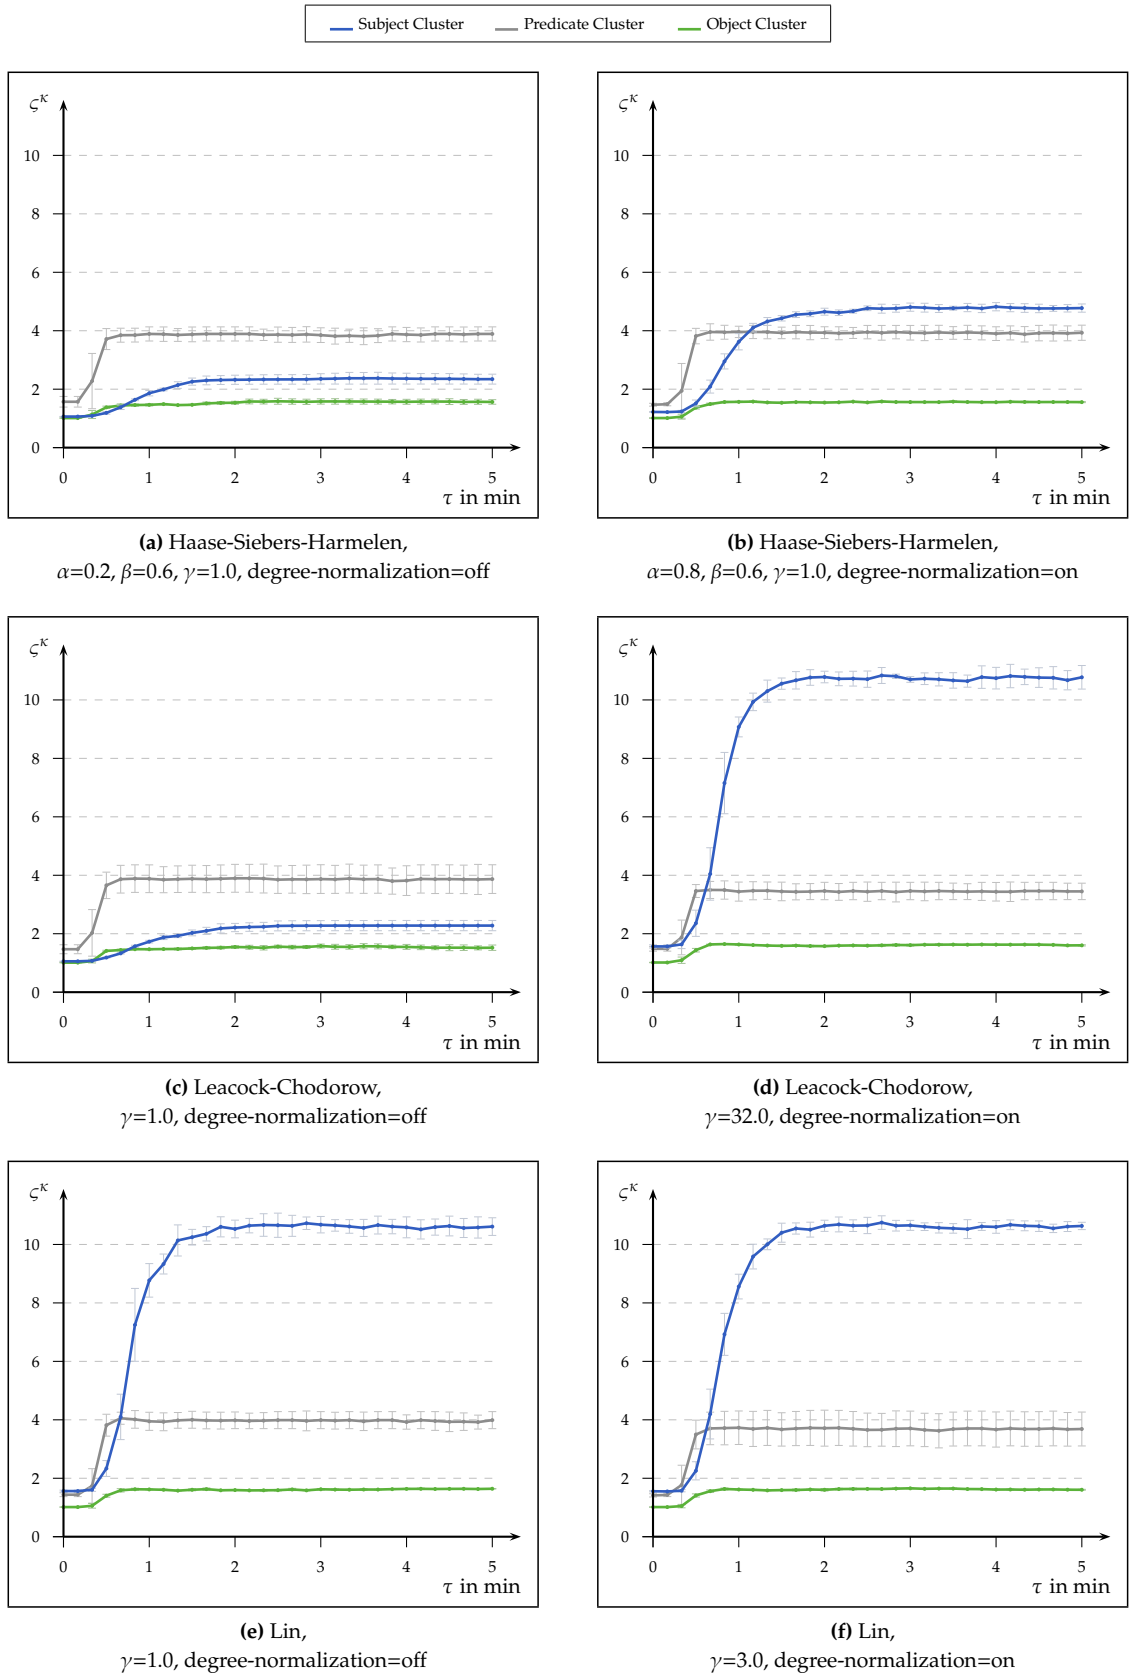 Subject Cluster Predicate Cluster Object Cluster
ςκ ςκ
10 10
8 8
6 6
4 4
2 2
0 0
0 1 2 3 4 5 0 1 2 3 4 5
τ in min τ in min
(a) Haase-Siebers-Harmelen,
α=0.2, β=0.6, γ=1.0, degree-normalization=off
(b) Haase-Siebers-Harmelen,
α=0.8, β=0.6, γ=1.0, degree-normalization=on
ςκ ςκ
10 10
8 8
6 6
4 4
2 2
0 0
0 1 2 3 4 5 0 1 2 3 4 5
τ in min τ in min
(c) Leacock-Chodorow,
γ=1.0, degree-normalization=off
(d) Leacock-Chodorow,
γ=32.0, degree-normalization=on
ςκ ςκ
10 10
8 8
6 6
4 4
2 2
0 0
0 1 2 3 4 5 0 1 2 3 4 5
τ in min τ in min
(e) Lin,
γ=1.0, degree-normalization=off
(f) Lin,
γ=3.0, degree-normalization=on